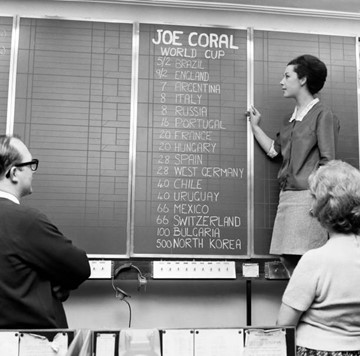 JOE CORAL
WORLD CUP
5/2 BRAZIL
9/2 ENGLAND
7 ARGENTINA
8 ITALY
8 RUSSIA
16 PORTUGAL
20 FRANCE
20 HUNGARY
28 SPAIN
28 WEST GERMANY
40 CHILE
40 URUGUAY
66 MEXICO
66 SWITZERLAND
100 BULGARIA
500 NORTH KOREA